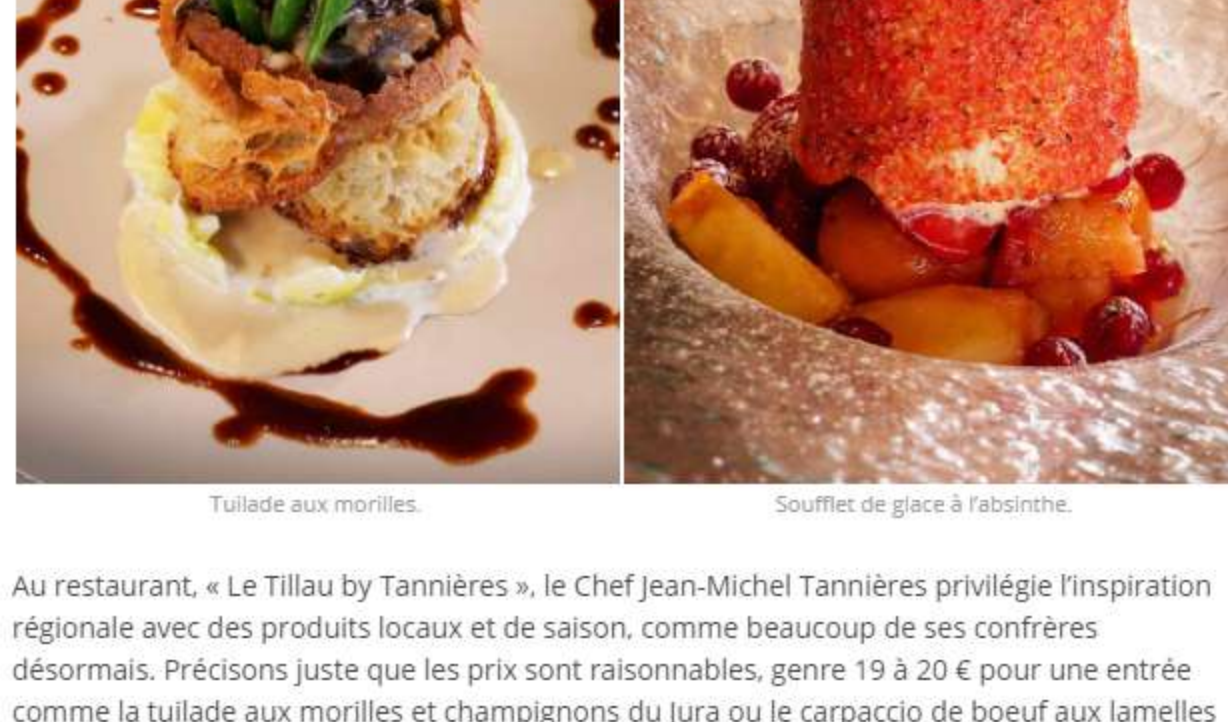 Tuilade aux morilles.
Soufflet de glace à l'absinthe.
Au restaurant, « Le Tillau by Tannières », le Chef Jean-Michel Tannières privilégie l'inspiration
régionale avec des produits locaux et de saison, comme beaucoup de ses confrères
désormais. Précisons juste que les prix sont raisonnables, genre 19 à 20 € pour une entrée
comme la tuilade aux morilles et champignons du Jura ou le carpaccio de boeuf aux lamelles